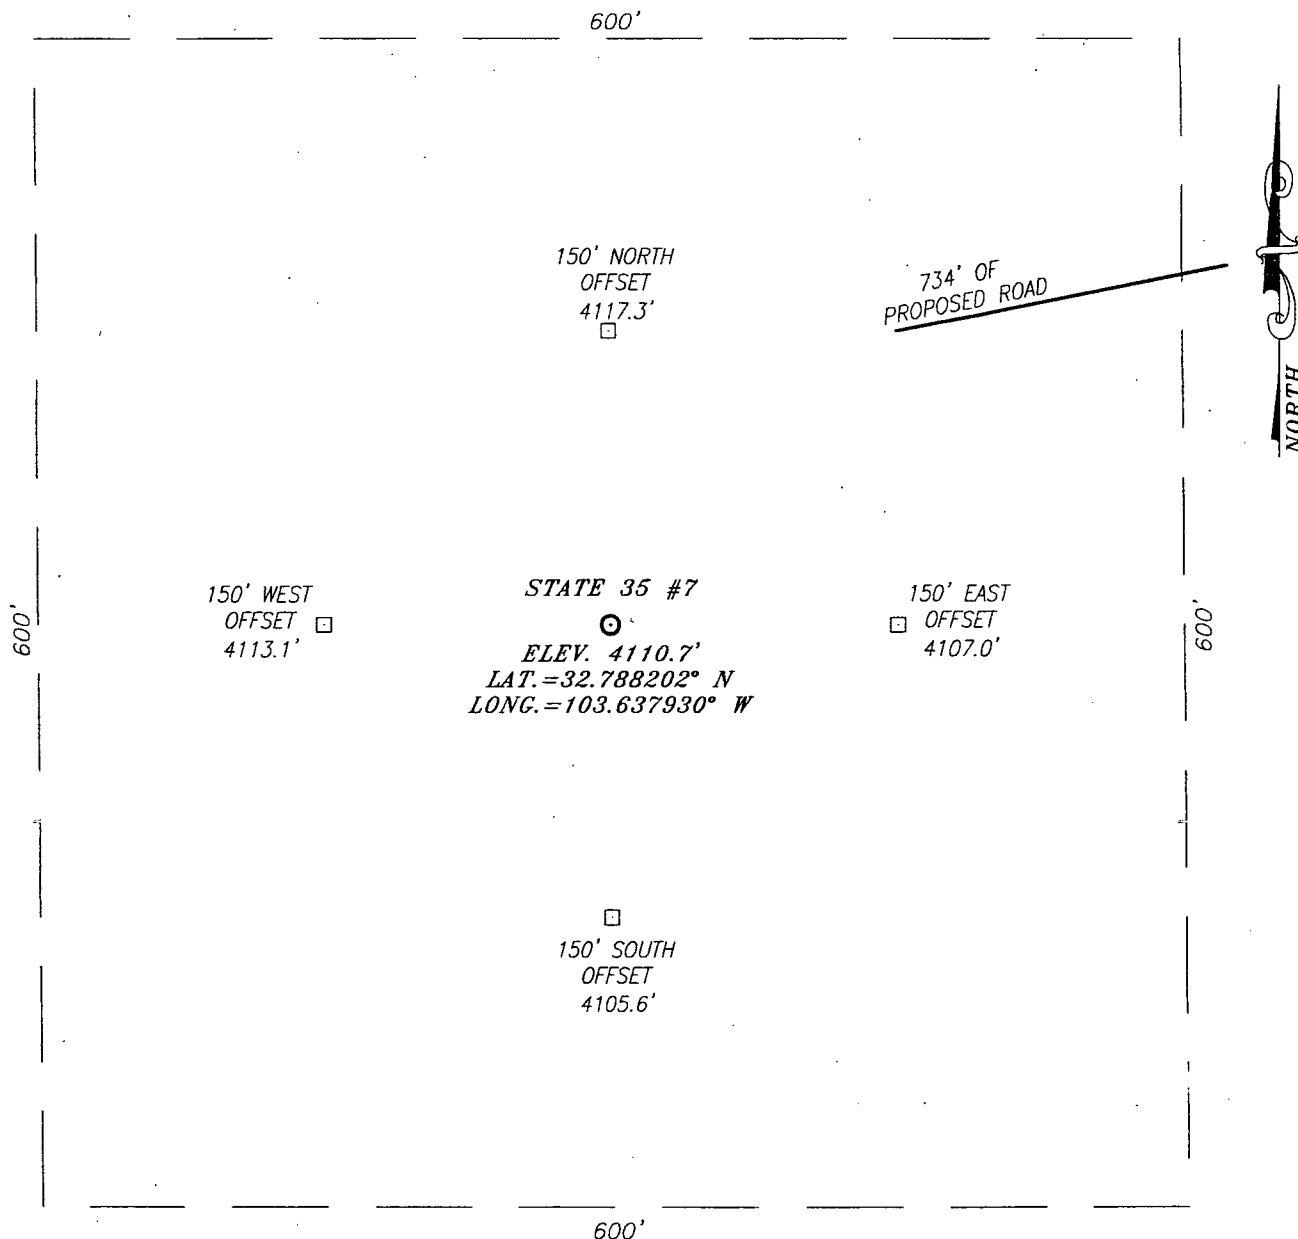 600'
150' NORTH
OFFSET
4117.3'
734' OF
PROPOSED ROAD
NORTH
600'
150' WEST
OFFSET
4113.1'
STATE 35 #7
ELEV. 4110.7'
LAT.=32.788202° N
LONG.=103.637930° W
150' EAST
OFFSET
4107.0'
600'
150' SOUTH
OFFSET
4105.6'
600'